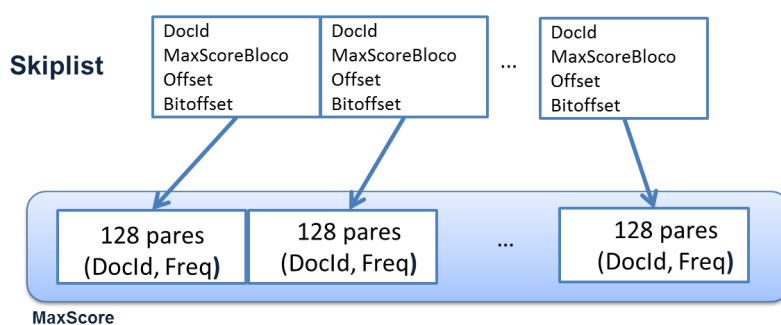 Skiplist
DocId
MaxScoreBloco
Offset
Bitoffset
DocId
MaxScoreBloco
Offset
Bitoffset
...
DocId
MaxScoreBloco
Offset
Bitoffset
128 pares
(DocId, Freq)
128 pares
(DocId, Freq)
...
128 pares
(DocId, Freq)
MaxScore